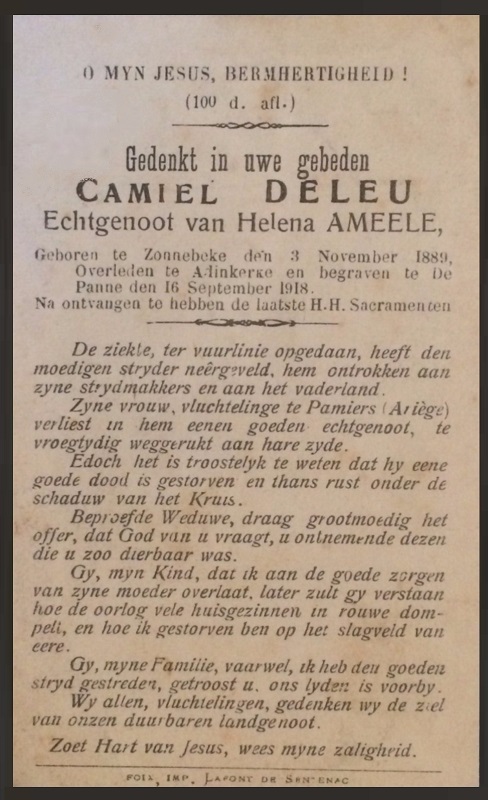 O MYN JESUS, BERMHERTIGHEID !
(100 d. afl.)
Gedenkt in uwe gebeden
CAMIEL DELEU
Echtgenoot van Helena AMEELE,
Geboren te Zonnebeke den 3 November 1889,
Overleden te Adinkerke en begraven te De
Panne den 16 September 1918.
Na ontvangen te hebben de laatste H.H. Sacramenten
De ziekte, ter vuurlinie opgedaan, heeft den
moedigen stryder neêrgeveld, hem ontrokken aan
zyne strydmakkers en aan het vaderland.
Zyne vrouw, vluchtelinge te Pamiers (Ariège)
verliest in hem eenen goeden echtgenoot, te
vroegtydig weggerukt aan hare zyde.
Edoch het is troostelyk te weten dat hy eene
goede dood is gestorven en thans rust onder de
schaduw van het Kruis.
Beproefde Weduwe, draag grootmoedig het
offer, dat God van u vraagt, u ontnemende dezen
die u zoo dierbaar was.
Gy, myn Kind, dat ik aan de goede zorgen
van zyne moeder overlaat, later zult gy verstaan
hoe de oorlog vele huisgezinnen in rouwe dom-
pelt, en hoe ik gestorven ben op het slagveld van
eere.
Gy, myne Familie, vaarwel, ik heb den goeden
stryd gestreden, getroost u. ons lyden is voorby.
Wy allen, vluchtelingen, gedenken wy de ziel
van onzen duurbaren landgenoot.
Zoet Hart van Jesus, wees myne zaligheid.
FOIX, IMP. LAFONT DE SENTENAC